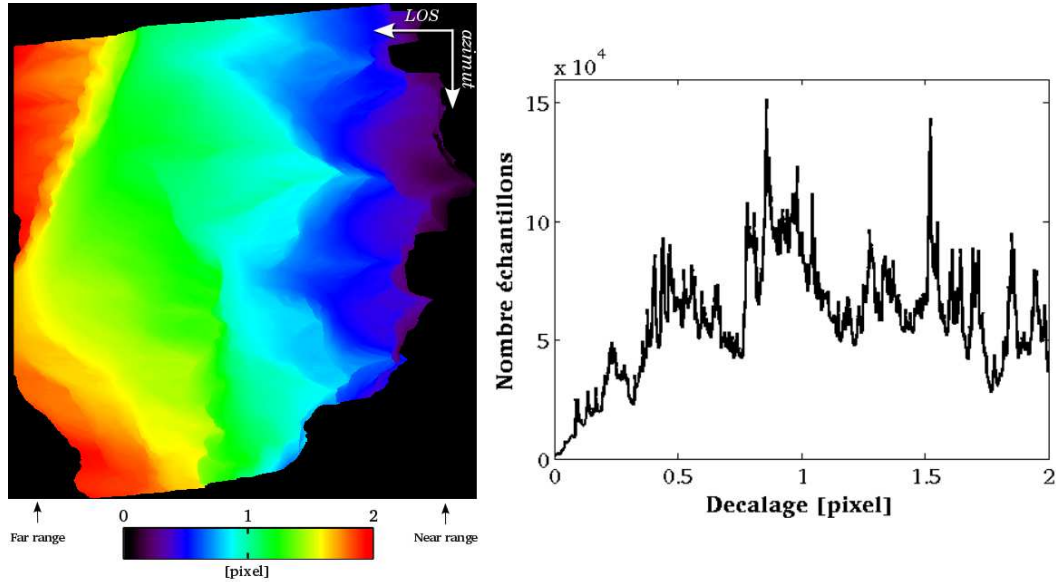 LOS
azimut
Far range
0 1 2
[pixel]
Near range
x 10^4
15
10
5
0
0 0.5 1 1.5 2
Nombre échantillons
Decalage [pixel]